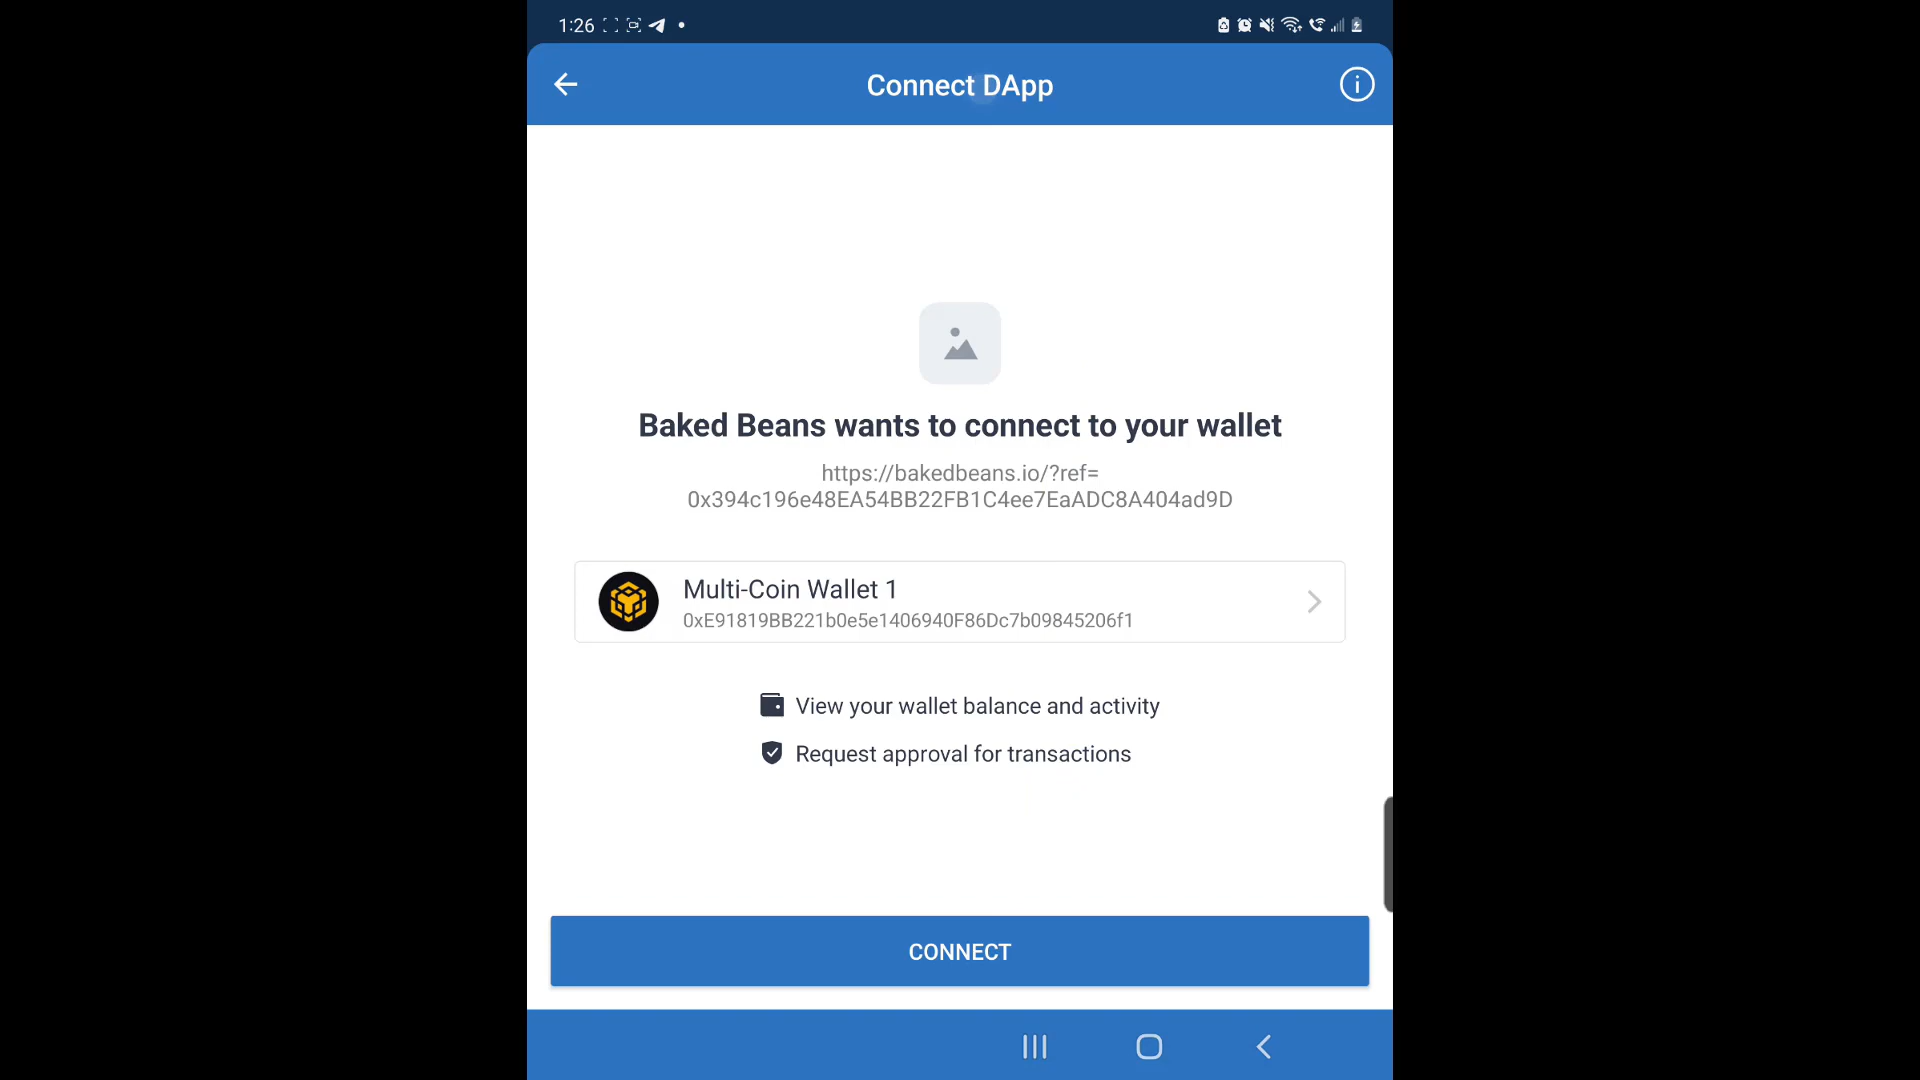 1:26
Connect DApp
Baked Beans wants to connect to your wallet
https://bakedbeans.io/?ref=
0x394c196e48EA54BB22FB1C4ee7EaADC8A404ad9D
Multi-Coin Wallet 1
0xE91819BB221b0e5e1406940F86Dc7b09845206f1
View your wallet balance and activity
Request approval for transactions
CONNECT